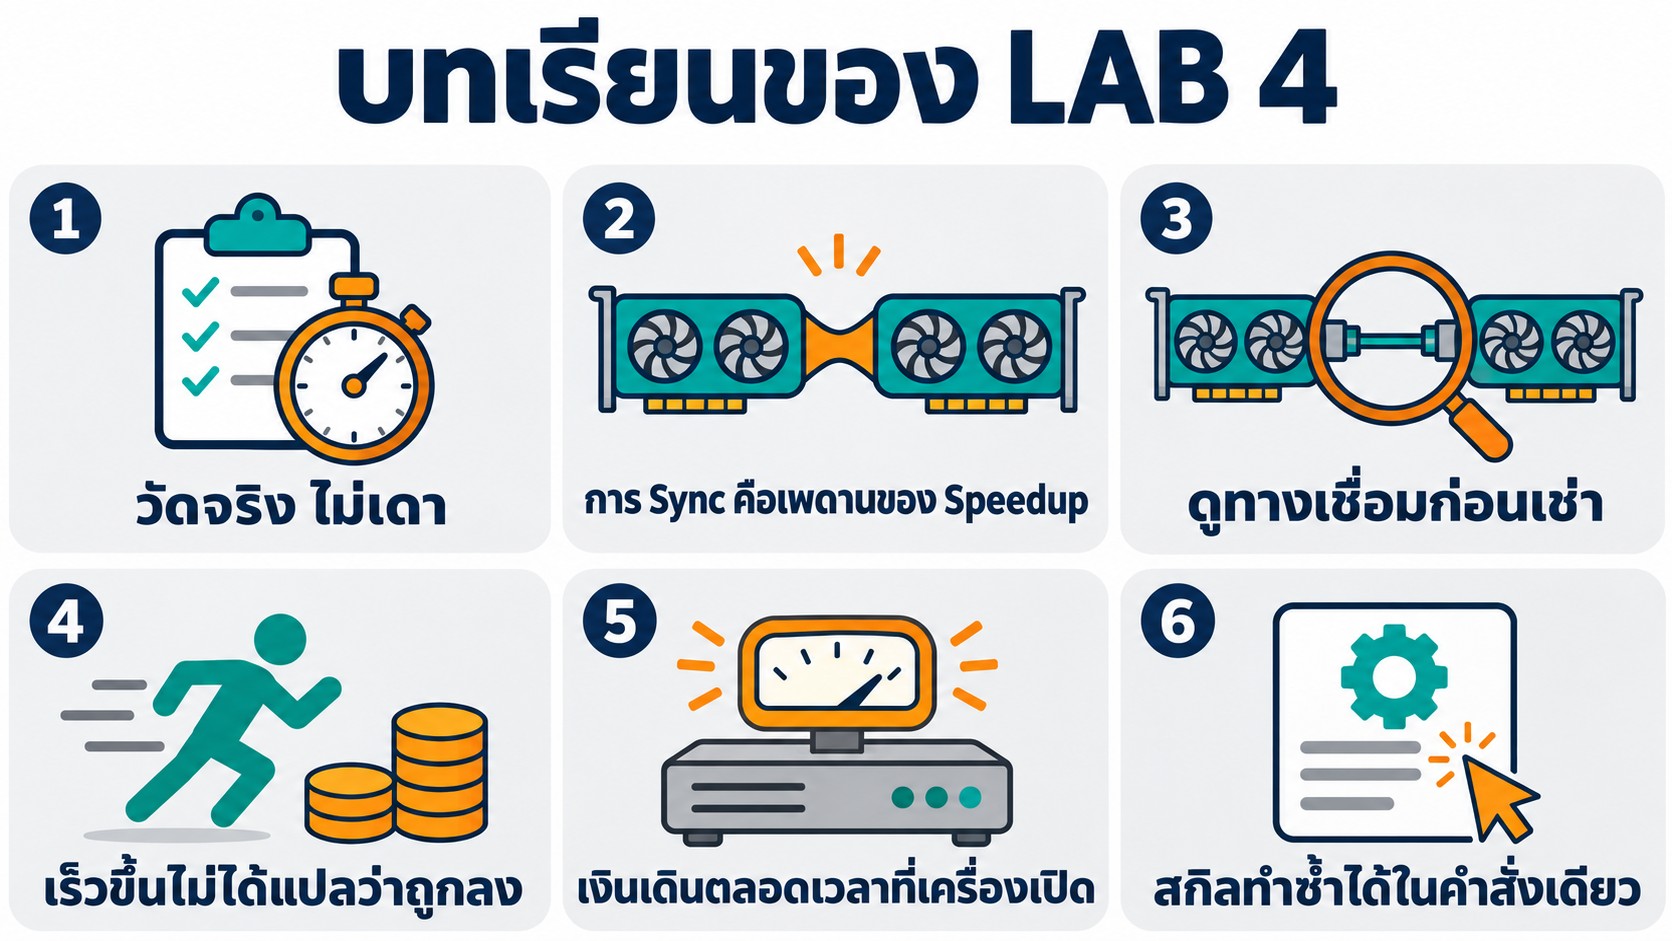 บทเรียนของ LAB 4
1
วัดจริง ไม่เดา
2
การ Sync คือเพดานของ Speedup
3
ดูทางเชื่อมก่อนเช่า
4
เร็วขึ้นไม่ได้แปลว่าถูกลง
5
เงินเดินตลอดเวลาที่เครื่องเปิด
6
สกิลทำซ้ำได้ในคำสั่งเดียว